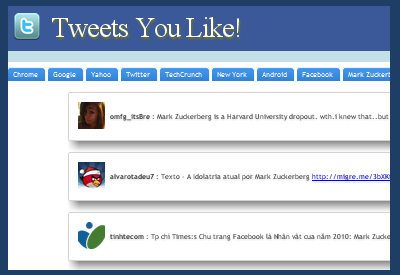 Tweets You Like!
Chrome Google Yahoo Twitter TechCrunch New York Android Facebook Mark Zuckerb
omfg_itsBre : Mark Zuckerberg is a Harvard University dropout.. wth.I knew that..but
alvarotadeu7 : Texto - A idolatria atual por Mark Zuckerberg http://migre.me/3bXK
tinhtecom : Tp chi Times:s Chu trang Facebook là Nhân vât cua năm 2010: Mark Zucke